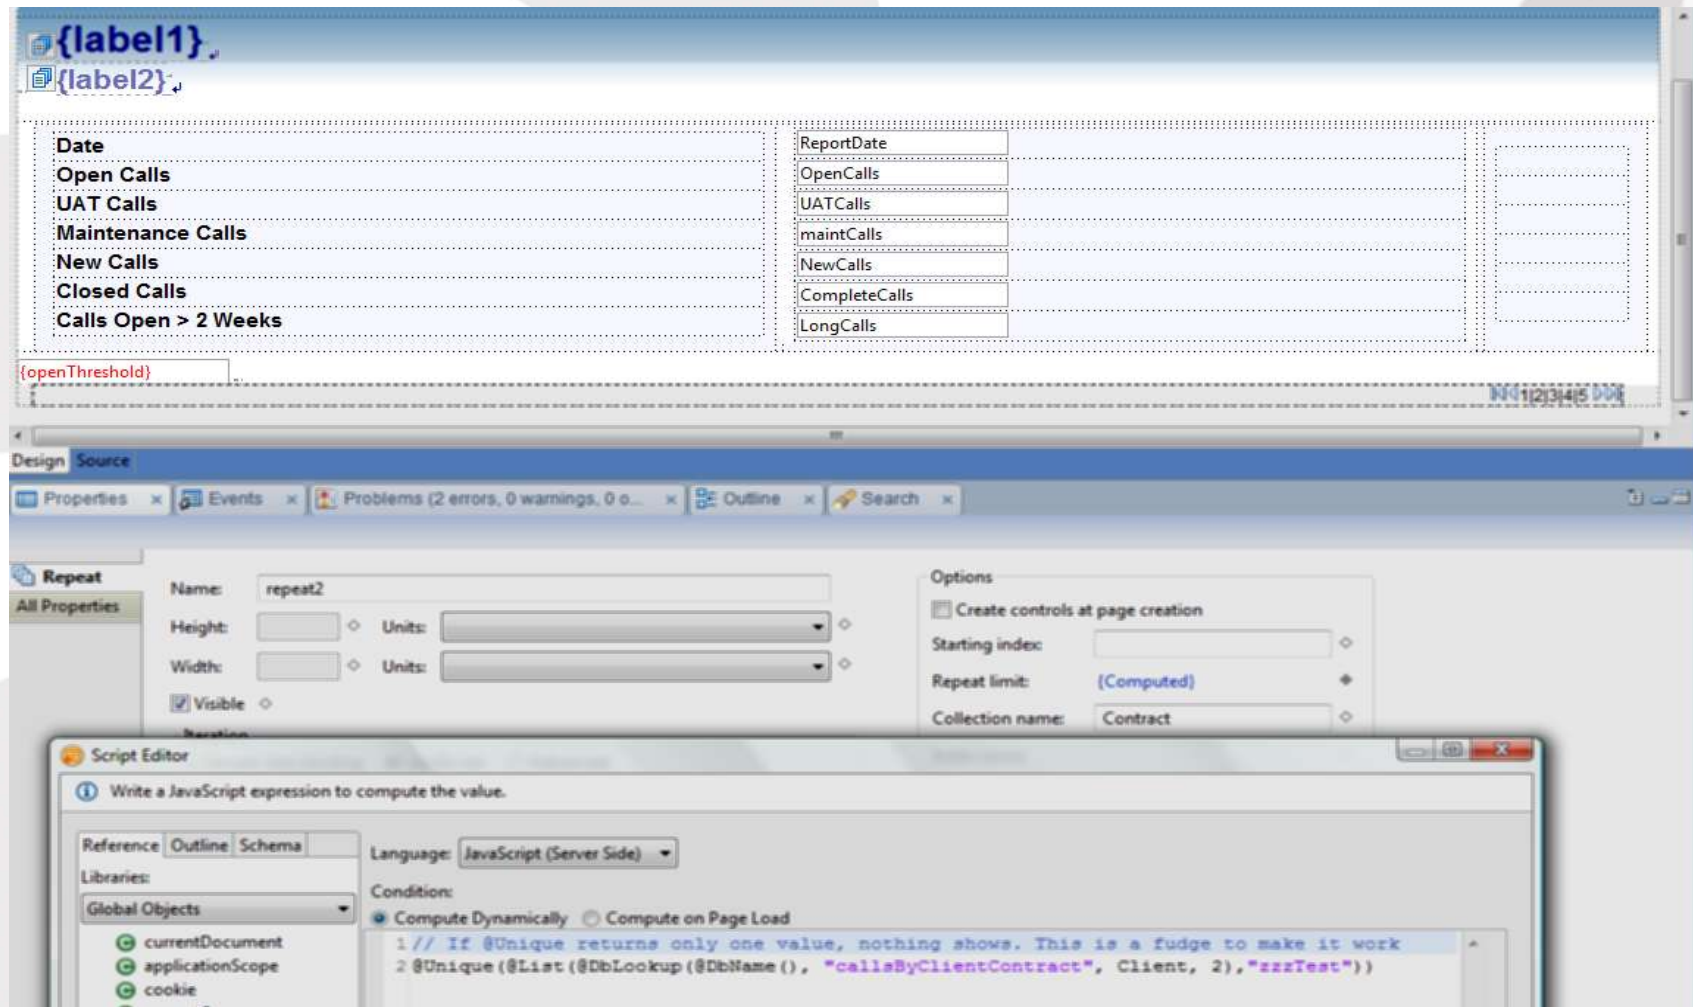 {label1}
{label2}
Date ReportDate
Open Calls OpenCalls
UAT Calls UATCalls
Maintenance Calls maintCalls
New Calls NewCalls
Closed Calls CompleteCalls
Calls Open > 2 Weeks LongCalls
{openThreshold}
1|2|3|4|5
Design Source
Properties Events Problems (2 errors, 0 warnings, 0 o... Outline Search
Repeat
All Properties
Name: repeat2
Height: Units:
Width: Units:
Visible
Iteration
Options
Create controls at page creation
Starting index:
Repeat limit: {Computed}
Collection name: Contract
Script Editor
Write a JavaScript expression to compute the value.
Reference Outline Schema
Libraries:
Global Objects
currentDocument
applicationScope
cookie
Language: JavaScript (Server Side)
Condition:
Compute Dynamically Compute on Page Load
1 // If @Unique returns only one value, nothing shows. This is a fudge to make it work
2 @Unique(@List(@DbLookup(@DbName(), "callsByClientContract", Client, 2),"zzzTest"))